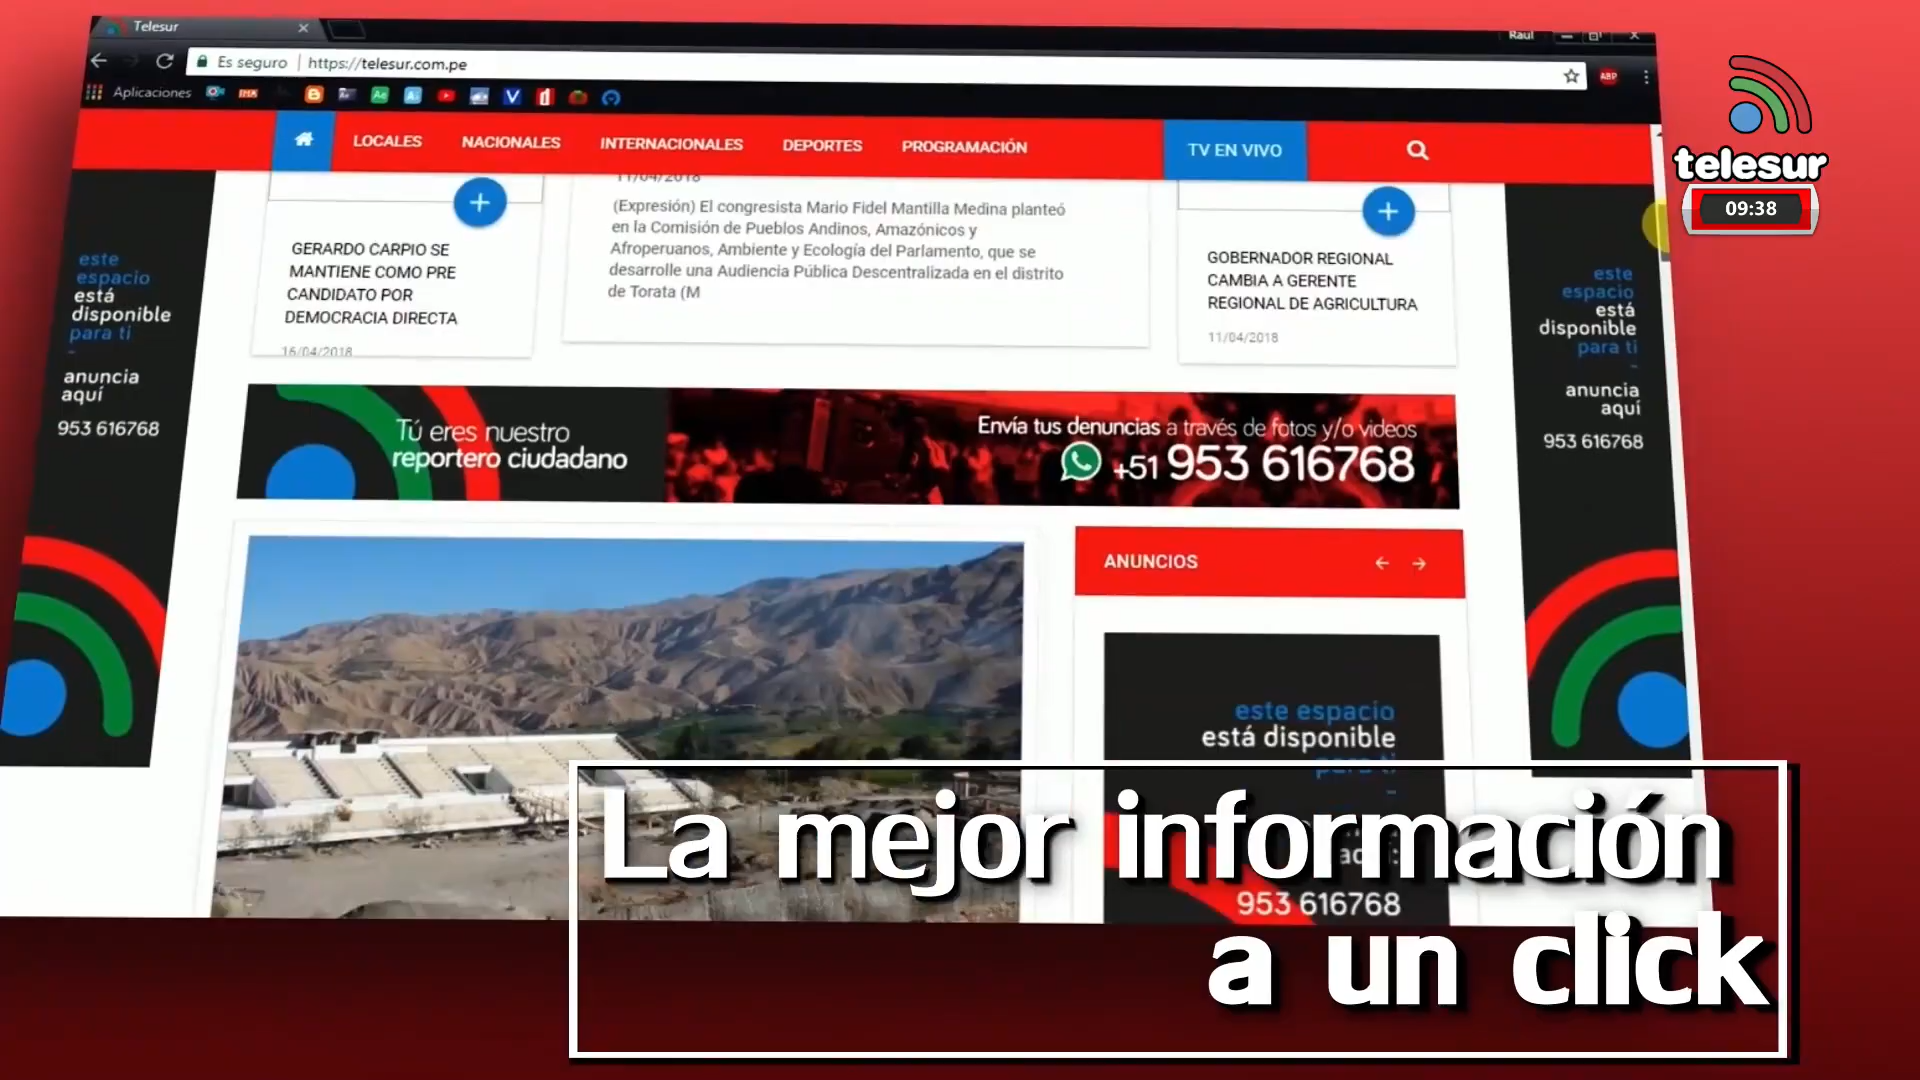 Telesur
Raul
Es seguro
https://telesur.com.pe
ABP
Aplicaciones
LOCALES
NACIONALES
INTERNACIONALES
DEPORTES
PROGRAMACIÓN
TV EN VIVO
telesur
09:38
GERARDO CARPIO SE
MANTIENE COMO PRE
CANDIDATO POR
DEMOCRACIA DIRECTA
16/04/2018
11/04/2018
(Expresión) El congresista Mario Fidel Mantilla Medina planteó
en la Comisión de Pueblos Andinos, Amazónicos y
Afroperuanos, Ambiente y Ecología del Parlamento, que se
desarrolle una Audiencia Pública Descentralizada en el distrito
de Torata (M
GOBERNADOR REGIONAL
CAMBIA A GERENTE
REGIONAL DE AGRICULTURA
11/04/2018
este
espacio
está
disponible
para ti
-
anuncia
aquí
953 616768
este
espacio
está
disponible
para ti
-
anuncia
aquí
953 616768
Tú eres nuestro
reportero ciudadano
Envía tus denuncias a través de fotos y/o videos
+51 953 616768
ANUNCIOS
este espacio
está disponible
para ti
953 616768
La mejor información
a un click